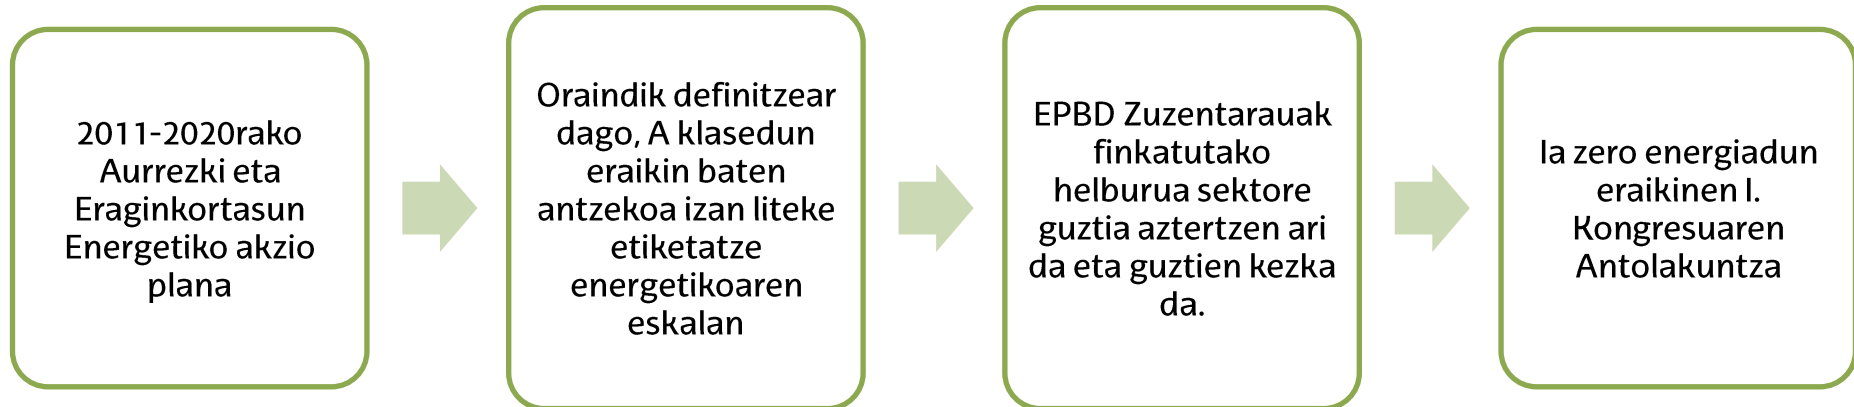 2011-2020rako
Aurrezki eta
Eraginkortasun
Energetiko akzio
plana
Oraindik definitzear
dago, A klasedun
eraikin baten
antzekoa izan liteke
etiketatze
energetikoaren
eskalan
EPBD Zuzentarauak
finkatutako
helburua sektore
guztia aztertzen ari
da eta guztien kezka
da.
Ia zero energiadun
eraikinen I.
Kongresuaren
Antolakuntza